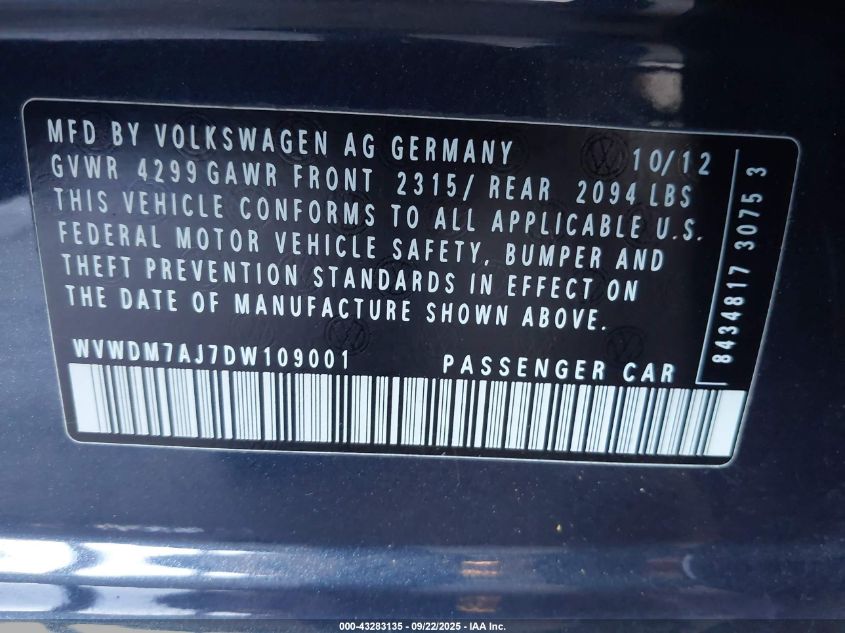 MFD BY VOLKSWAGEN AG GERMANY 10/12
GVWR 4299 GAWR FRONT 2315/ REAR 2094 LBS
THIS VEHICLE CONFORMS TO ALL APPLICABLE U.S.
FEDERAL MOTOR VEHICLE SAFETY, BUMPER AND
THEFT PREVENTION STANDARDS IN EFFECT ON
THE DATE OF MANUFACTURE SHOWN ABOVE.
WVWDM7AJ7DW109001 PASSENGER CAR
8434817 3075 3
000-43283135 - 09/22/2025 - IAA Inc.